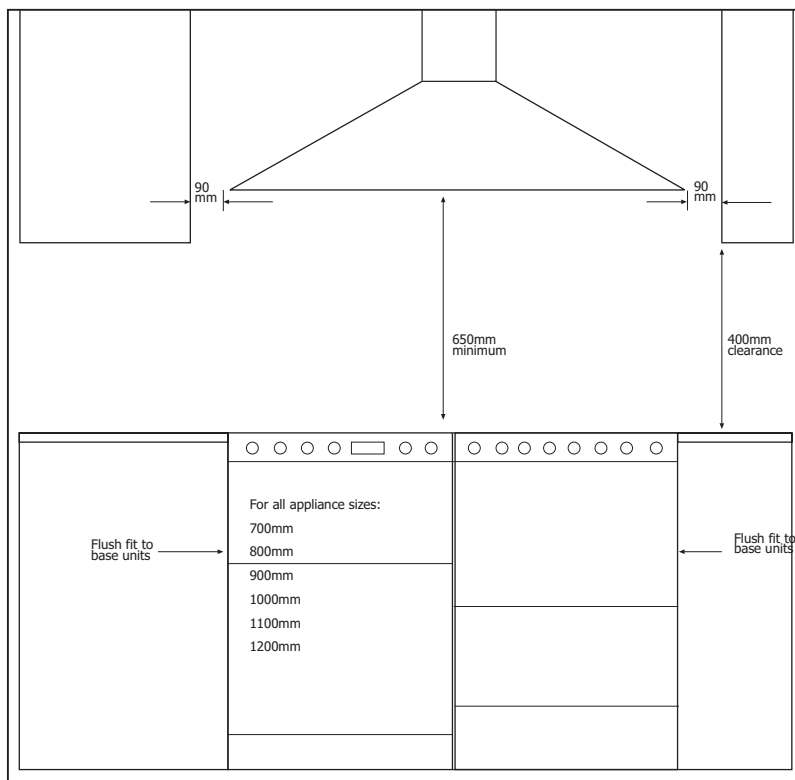 90
mm
90
mm
650mm
minimum
400mm
clearance
For all appliance sizes:
700mm
800mm
900mm
1000mm
1100mm
1200mm
Flush fit to
base units
Flush fit to
base units